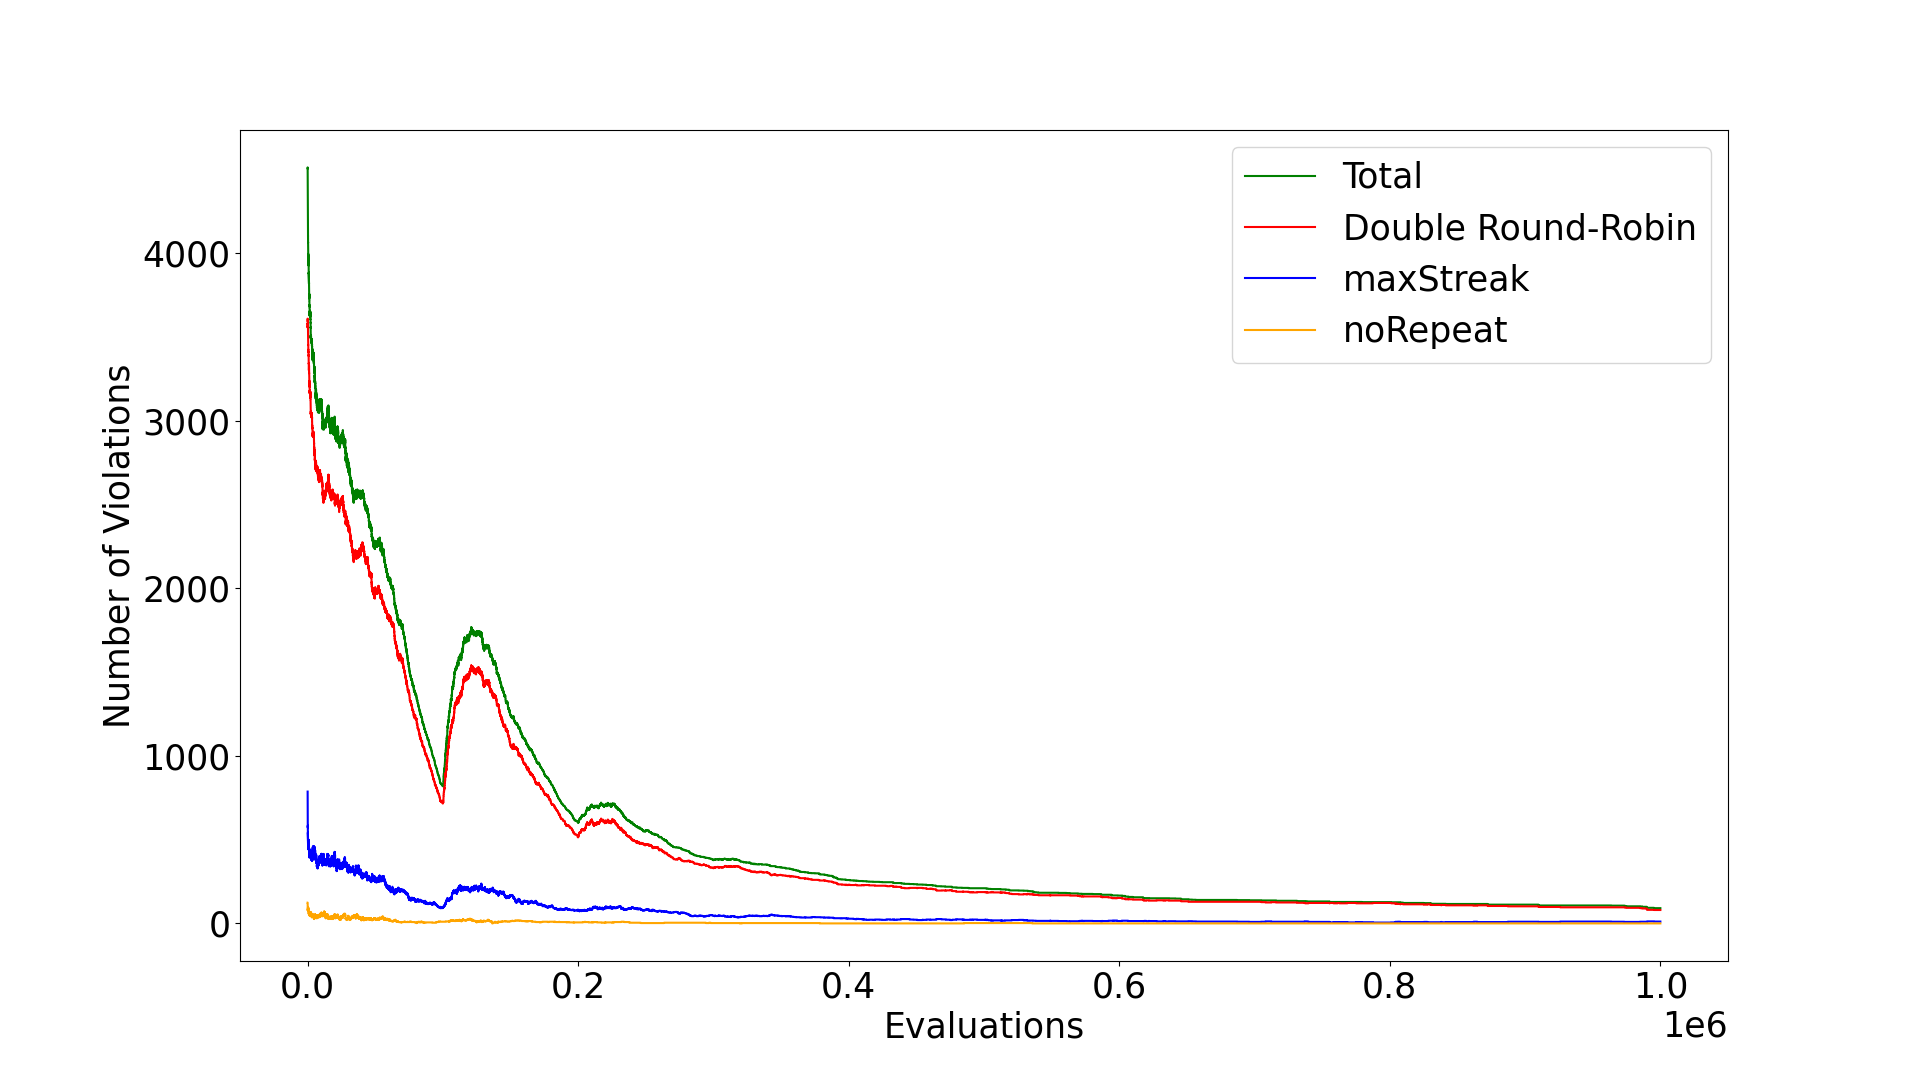 Total
Double Round-Robin
maxStreak
noRepeat
Number of Violations
4000
3000
2000
1000
0
0.0 0.2 0.4 0.6 0.8 1.0
Evaluations
1e6